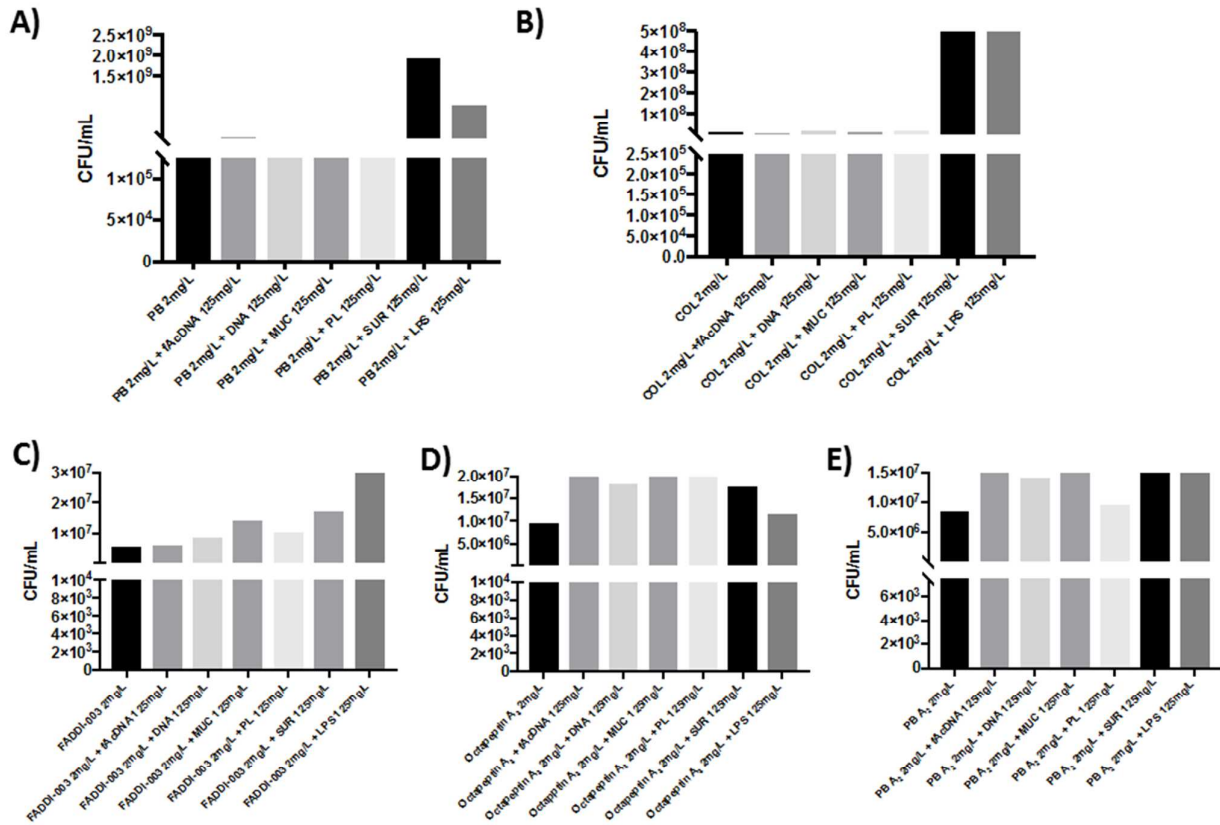 A)
2.5×10⁹
2.0×10⁹
1.5×10⁹
1×10⁵
5×10⁴
0
CFU/mL
PB 2mg/L
PB 2mg/L + fAcDNA 125mg/L
PB 2mg/L + DNA 125mg/L
PB 2mg/L + MUC 125mg/L
PB 2mg/L + PL 125mg/L
PB 2mg/L + SUR 125mg/L
PB 2mg/L + LPS 125mg/L
B)
5×10⁸
4×10⁸
3×10⁸
2×10⁸
1×10⁸
2.5×10⁵
2.0×10⁵
1.5×10⁵
1.0×10⁵
5.0×10⁴
0.0
CFU/mL
COL 2mg/L
COL 2mg/L +fAcDNA 125mg/L
COL 2mg/L + DNA 125mg/L
COL 2mg/L + MUC 125mg/L
COL 2mg/L + PL 125mg/L
COL 2mg/L + SUR 125mg/L
COL 2mg/L + LPS 125mg/L
C)
3×10⁷
2×10⁷
1×10⁷
1×10⁴
8×10³
6×10³
4×10³
2×10³
0
CFU/mL
FADDI-003 2mg/L
FADDI-003 2mg/L + fAcDNA 125mg/L
FADDI-003 2mg/L + DNA 125mg/L
FADDI-003 2mg/L + MUC 125mg/L
FADDI-003 2mg/L + PL 125mg/L
FADDI-003 2mg/L + SUR 125mg/L
FADDI-003 2mg/L + LPS 125mg/L
D)
2.0×10⁷
1.5×10⁷
1.0×10⁷
5.0×10⁶
1×10⁴
8×10³
6×10³
4×10³
2×10³
0
CFU/mL
Octapeptin A₃ 2mg/L
Octapeptin A₃ + fAcDNA 125mg/L
Octapeptin A₃ 2mg/L + DNA 125mg/L
Octapeptin A₃ 2mg/L + MUC 125mg/L
Octapeptin A₃ 2mg/L + PL 125mg/L
Octapeptin A₃ 2mg/L + SUR 125mg/L
Octapeptin A₃ 2mg/L + LPS 125mg/L
E)
1.5×10⁷
1.0×10⁷
5.0×10⁶
6×10³
3×10³
0
CFU/mL
PB A₂ 2mg/L
PB A₂ 2mg/L + fAcDNA 125mg/L
PB A₂ 2mg/L + DNA 125mg/L
PB A₂ 2mg/L + MUC 125mg/L
PB A₂ 2mg/L + PL 125mg/L
PB A₂ 2mg/L + SUR 125mg/L
PB A₂ 2mg/L + LPS 125mg/L